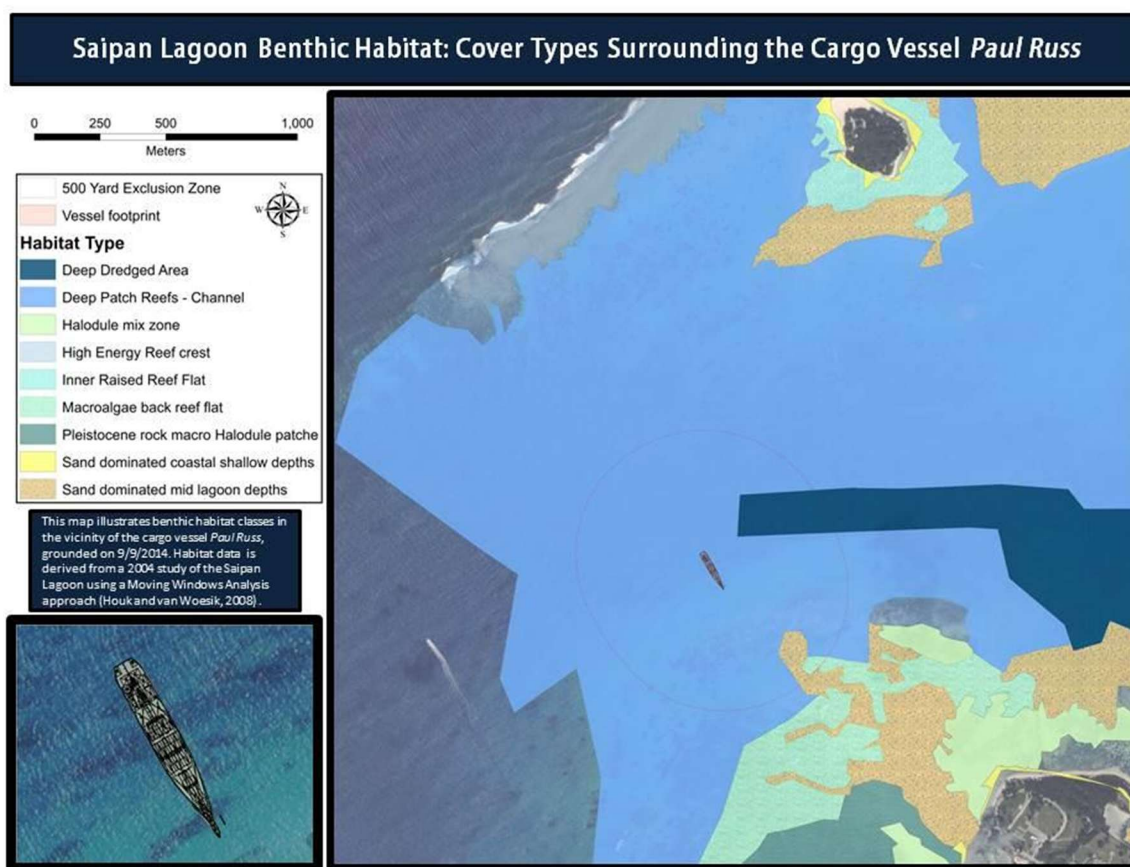 Saipan Lagoon Benthic Habitat: Cover Types Surrounding the Cargo Vessel Paul Russ
0 250 500 1,000
Meters
500 Yard Exclusion Zone
Vessel footprint
N
W E
S
Habitat Type
Deep Dredged Area
Deep Patch Reefs - Channel
Halodule mix zone
High Energy Reef crest
Inner Raised Reef Flat
Macroalgae back reef flat
Pleistocene rock macro Halodule patche
Sand dominated coastal shallow depths
Sand dominated mid lagoon depths
This map illustrates benthic habitat classes in
the vicinity of the cargo vessel Paul Russ,
grounded on 9/9/2014. Habitat data is
derived from a 2004 study of the Saipan
Lagoon using a Moving Windows Analysis
approach (Houk and van Woesik, 2008).